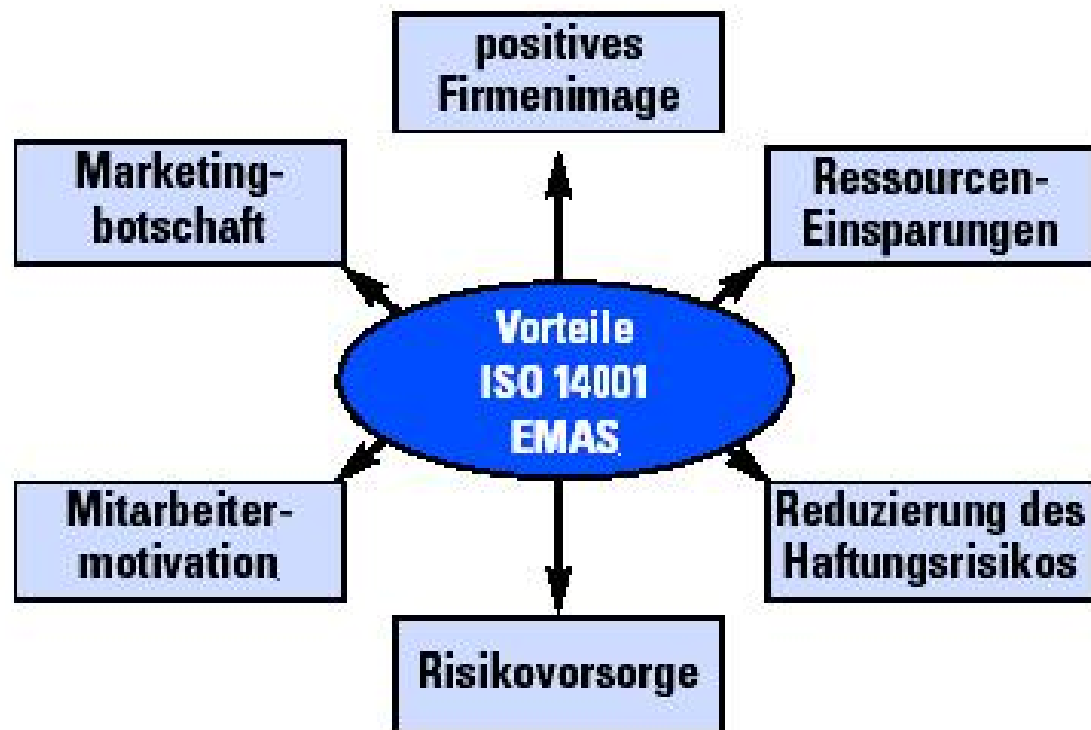 positives
Firmenimage
Marketing-
botschaft
Ressourcen-
Einsparungen
Vorteile
ISO 14001
EMAS
Mitarbeiter-
motivation
Reduzierung des
Haftungsrisikos
Risikovorsorge